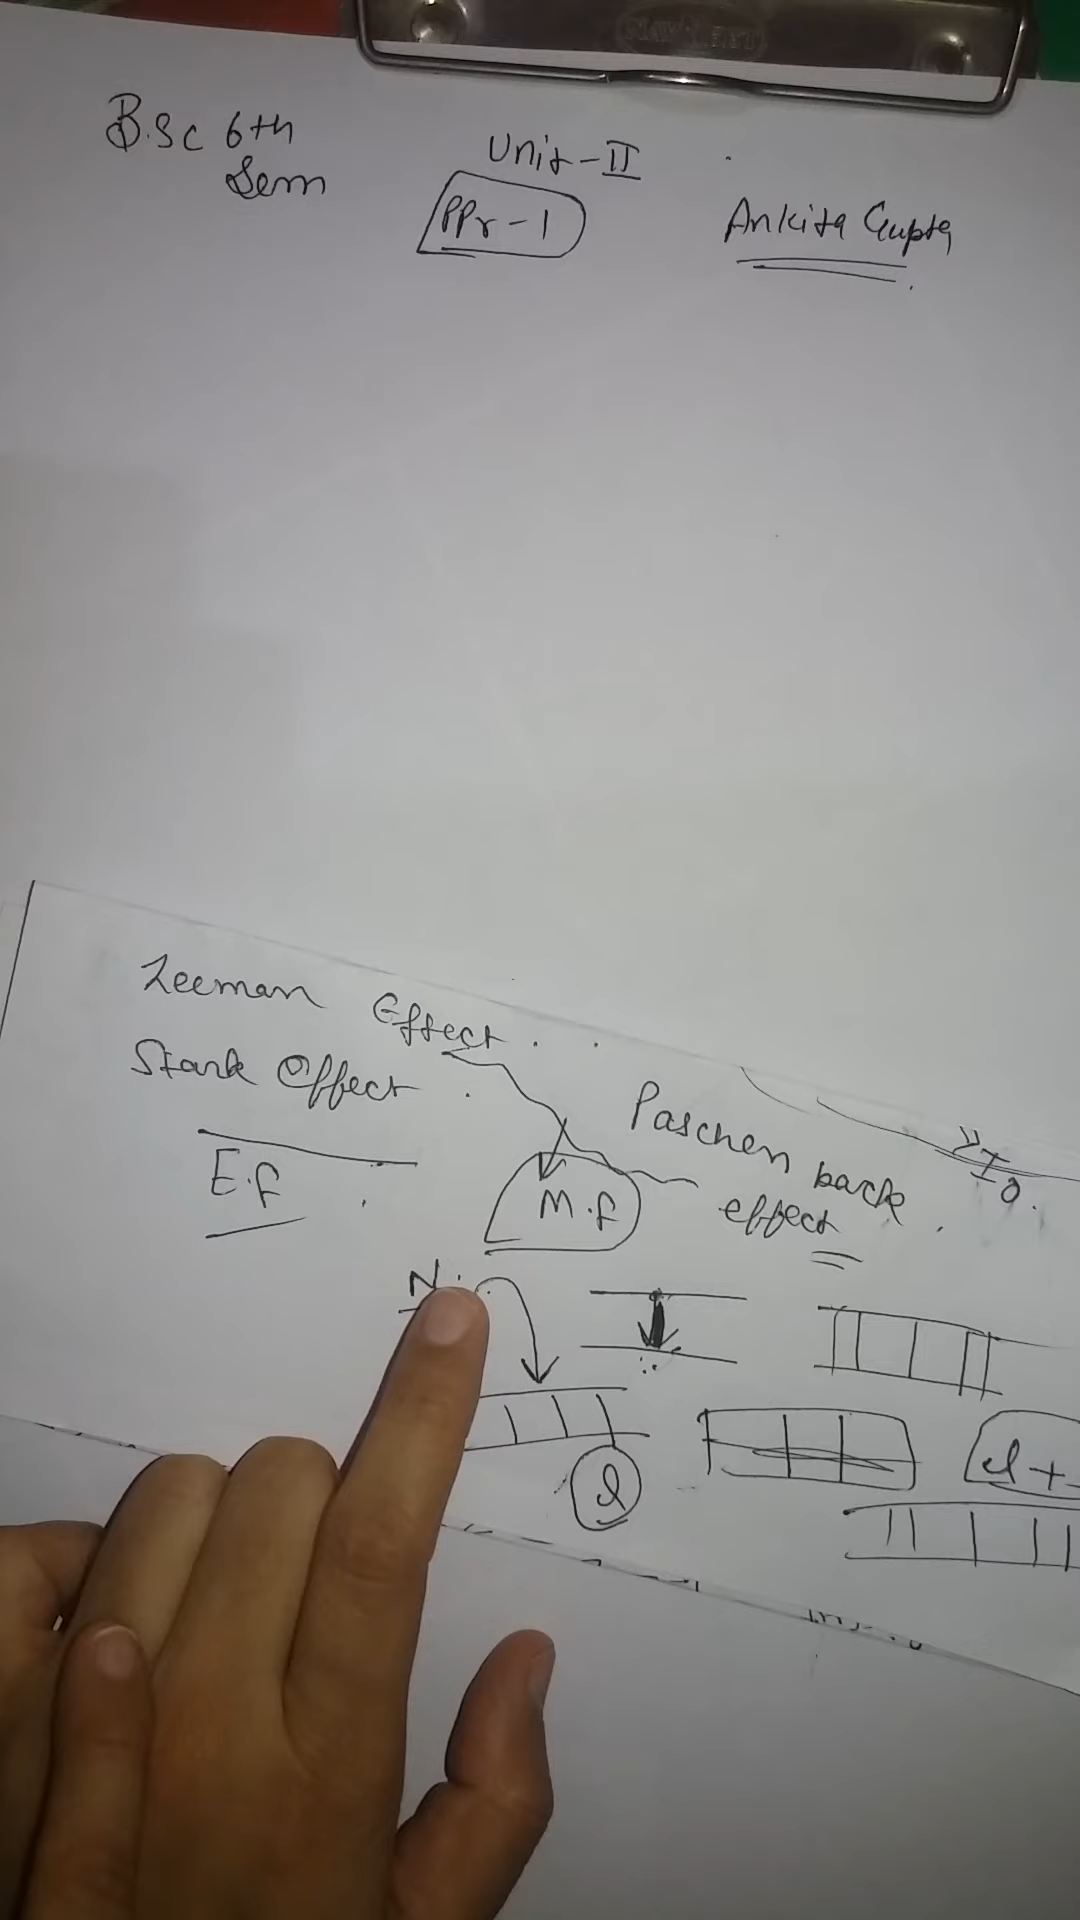 B.Sc 6th
Sem
Unit-II
PPr-1
Ankita Gupta
Zeeman Effect.
Stark Effect.
E.f
M.f
Paschen back
effect
N
l
l+